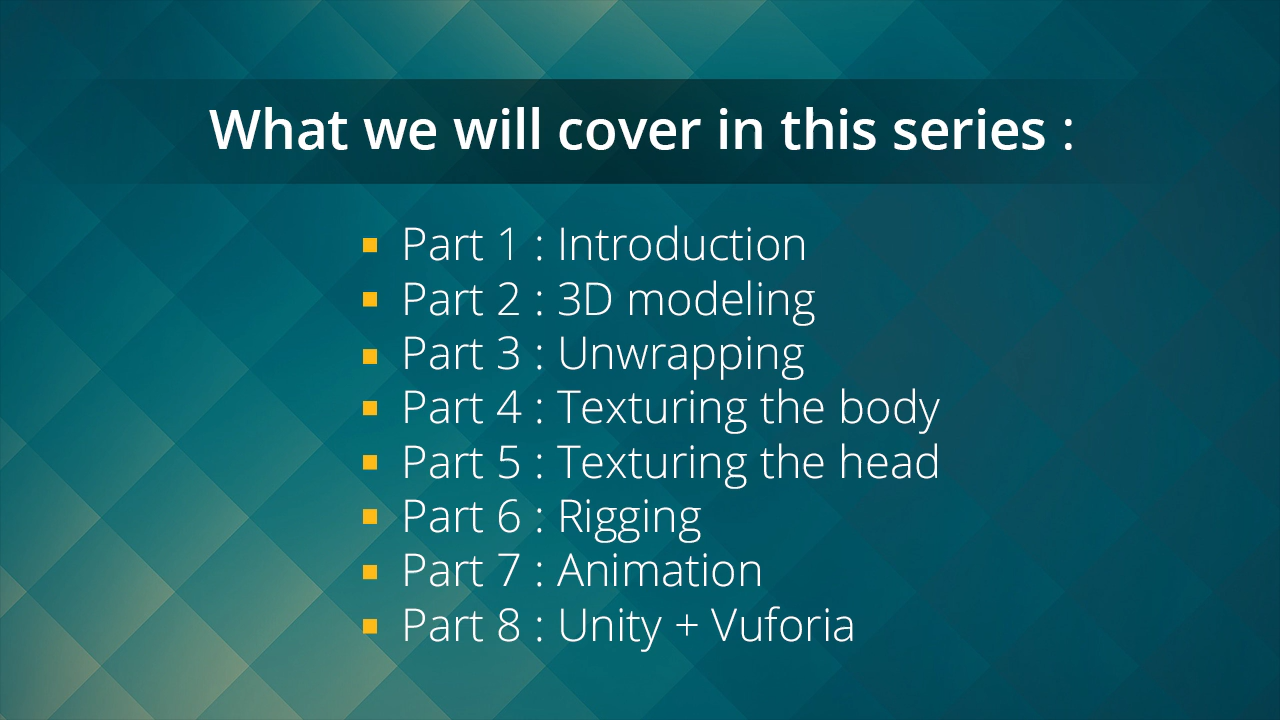 What we will cover in this series :
Part 1 : Introduction
Part 2 : 3D modeling
Part 3 : Unwrapping
Part 4 : Texturing the body
Part 5 : Texturing the head
Part 6 : Rigging
Part 7 : Animation
Part 8 : Unity + Vuforia